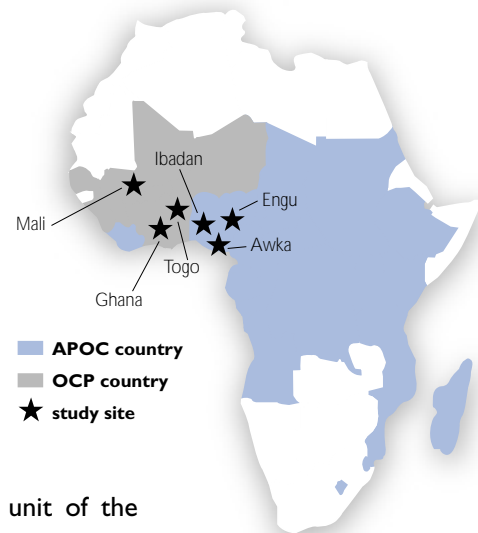 Ibadan
Engu
Mali
Awka
Togo
Ghana
APOC country
OCP country
study site
unit of the